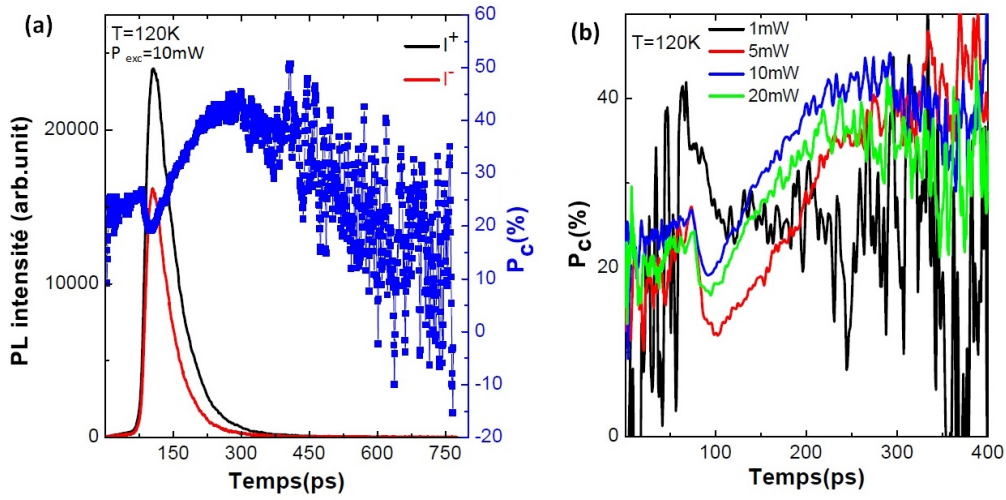 (a)
T=120K
P exc=10mW
I+
I-
PL intensité (arb.unit)
20000
10000
0
150
300
450
600
750
Temps(ps)
60
50
40
30
20
10
0
-10
-20
PC(%)
(b)
T=120K
1mW
5mW
10mW
20mW
PC(%)
40
20
0
100
200
300
400
Temps(ps)